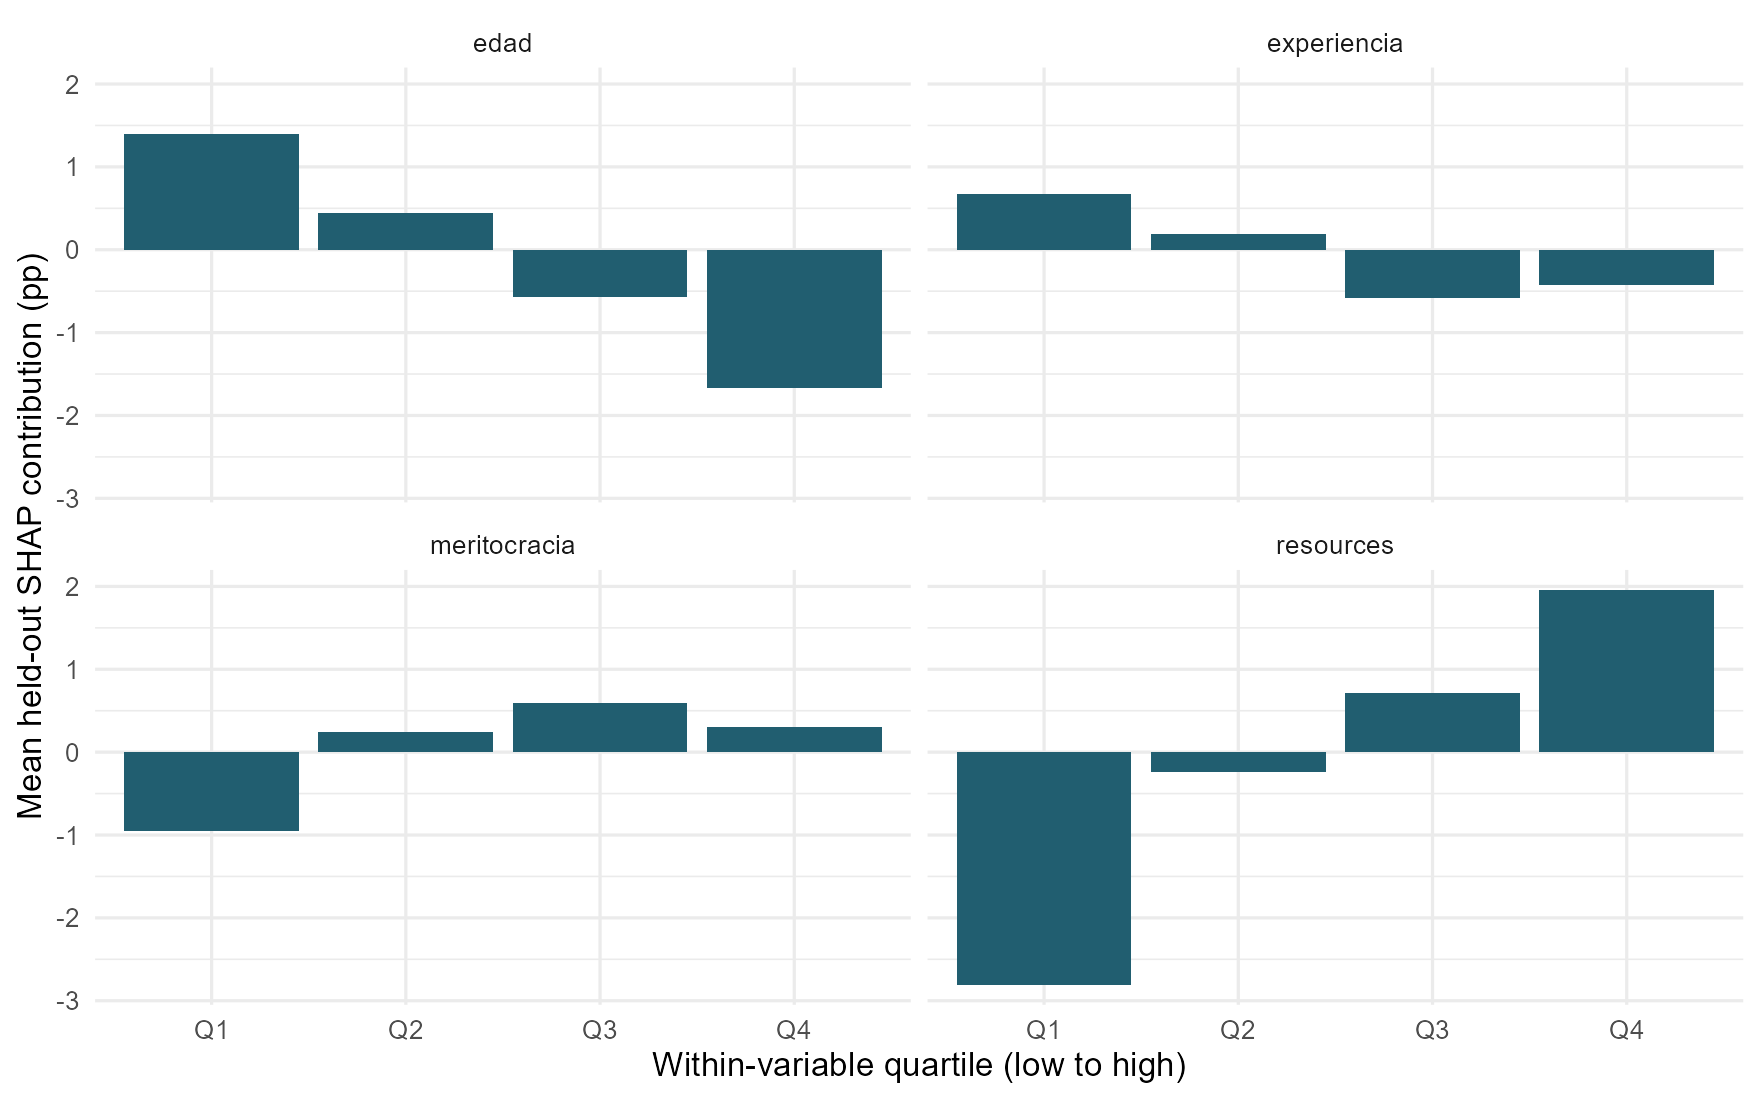 edad
experiencia
2
1
0
-1
-2
-3
meritocracia
resources
2
1
0
-1
-2
-3
Mean held-out SHAP contribution (pp)
Q1 Q2 Q3 Q4
Q1 Q2 Q3 Q4
Within-variable quartile (low to high)